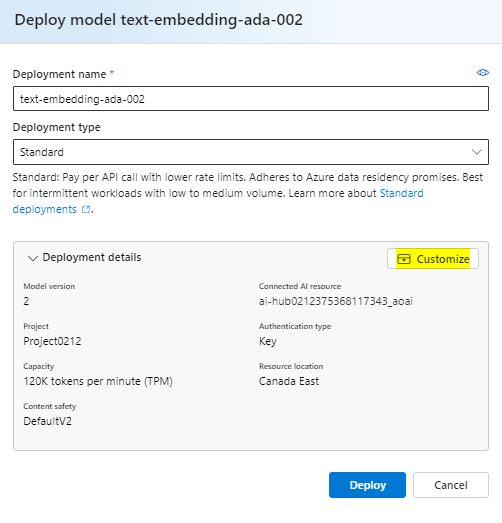 Deploy model text-embedding-ada-002
Deployment name *
text-embedding-ada-002
Deployment type
Standard
Standard: Pay per API call with lower rate limits. Adheres to Azure data residency promises. Best
for intermittent workloads with low to medium volume. Learn more about Standard
deployments.
Deployment details
Customize
Model version
2
Connected AI resource
ai-hub0212375368117343_aoai
Project
Project0212
Authentication type
Key
Capacity
120K tokens per minute (TPM)
Resource location
Canada East
Content safety
DefaultV2
Deploy
Cancel